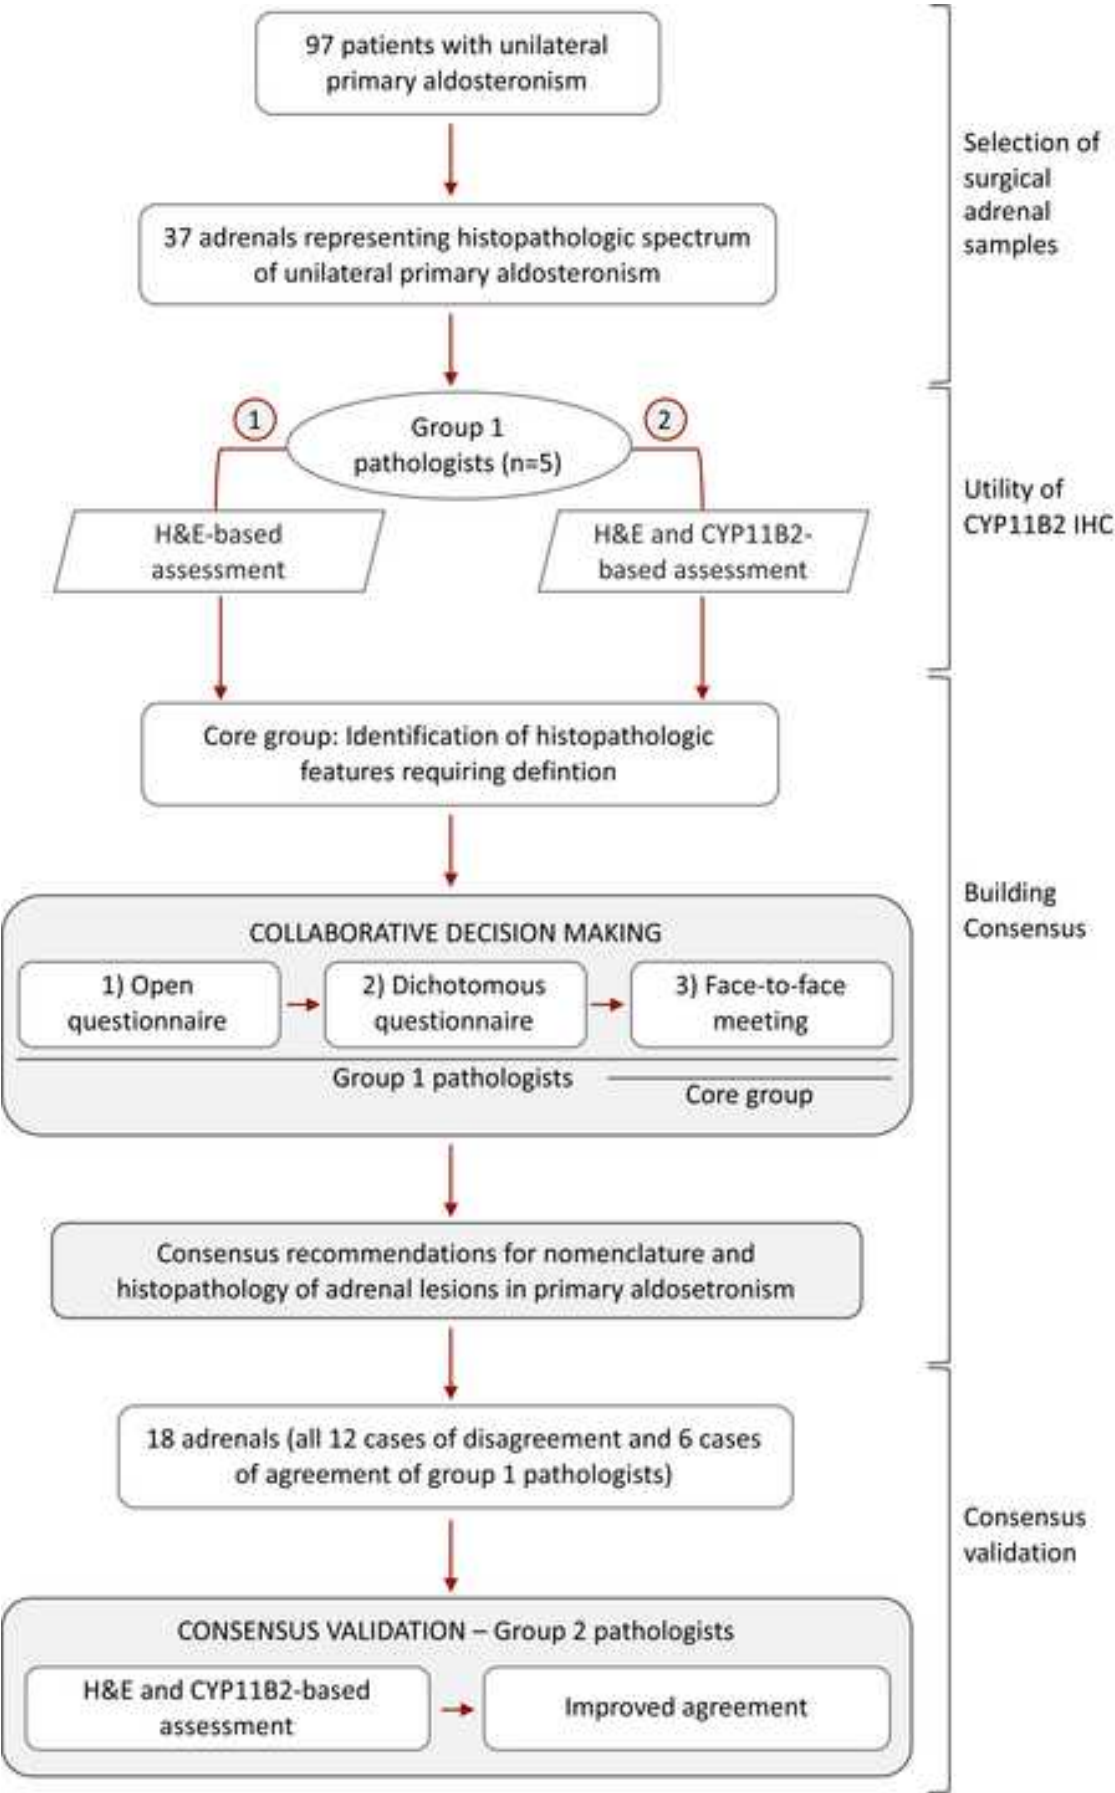 97 patients with unilateral
primary aldosteronism
Selection of
surgical
adrenal
samples
37 adrenals representing histopathologic spectrum
of unilateral primary aldosteronism
1
Group 1
pathologists (n=5)
2
Utility of
CYP11B2 IHC
H&E-based
assessment
H&E and CYP11B2-
based assessment
Core group: Identification of histopathologic
features requiring defintion
Building
Consensus
COLLABORATIVE DECISION MAKING
1) Open
questionnaire
2) Dichotomous
questionnaire
3) Face-to-face
meeting
Group 1 pathologists
Core group
Consensus recommendations for nomenclature and
histopathology of adrenal lesions in primary aldosetronism
18 adrenals (all 12 cases of disagreement and 6 cases
of agreement of group 1 pathologists)
Consensus
validation
CONSENSUS VALIDATION – Group 2 pathologists
H&E and CYP11B2-based
assessment
Improved agreement